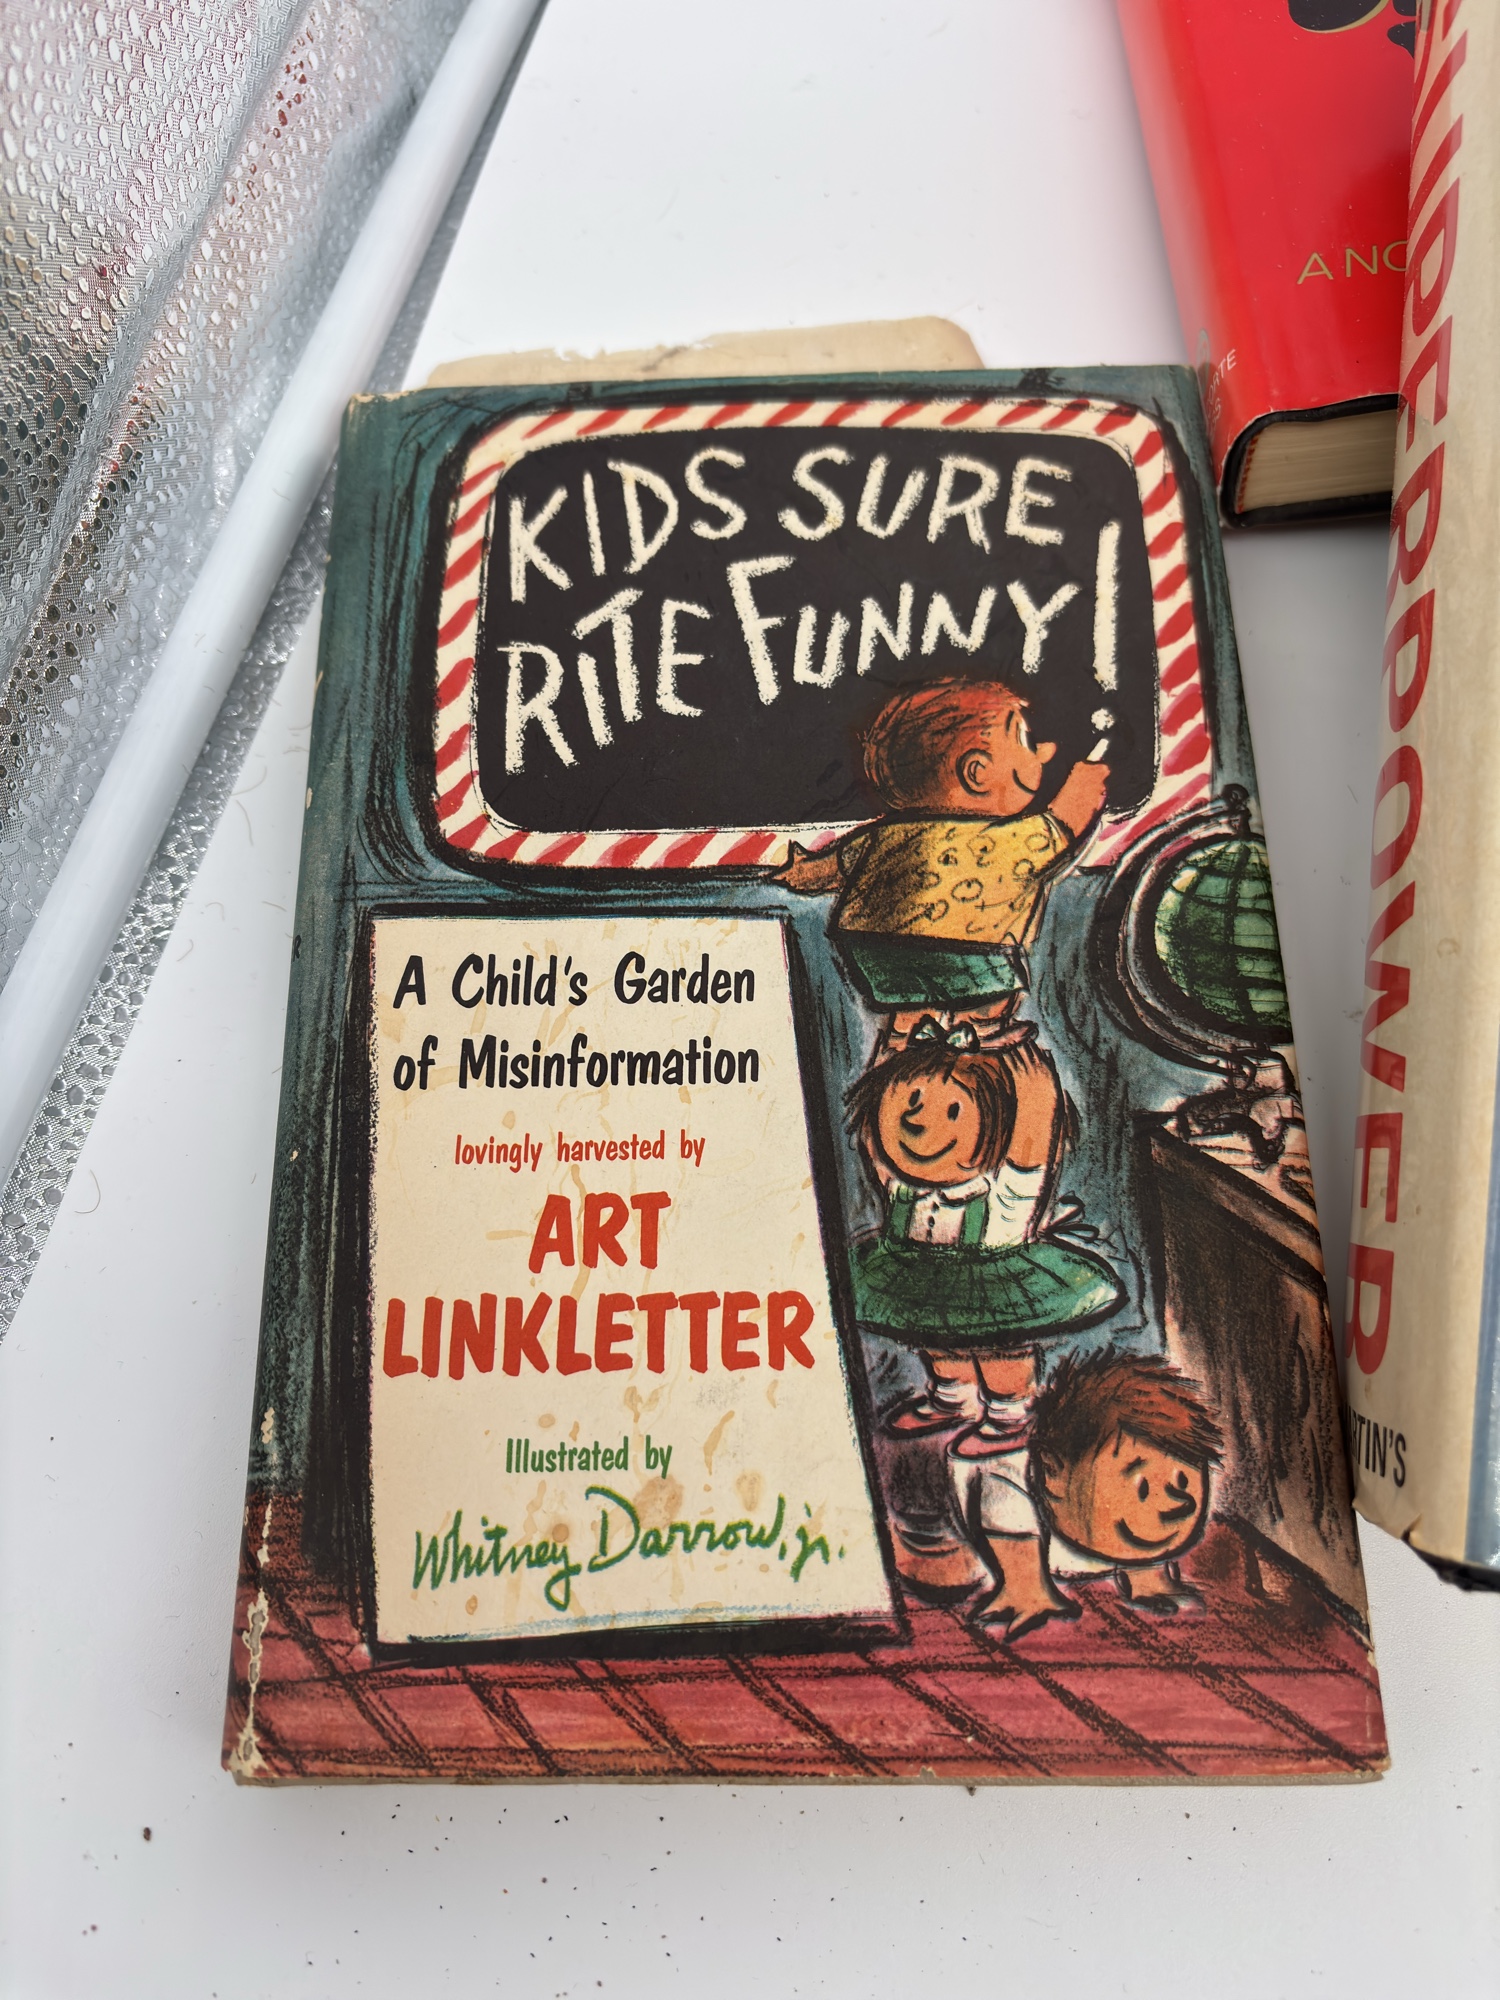 KIDS SURE
RITE FUNNY!
A Child's Garden
of Misinformation
lovingly harvested by
ART
LINKLETTER
Illustrated by
Whitney Darrow, jr.
A NO